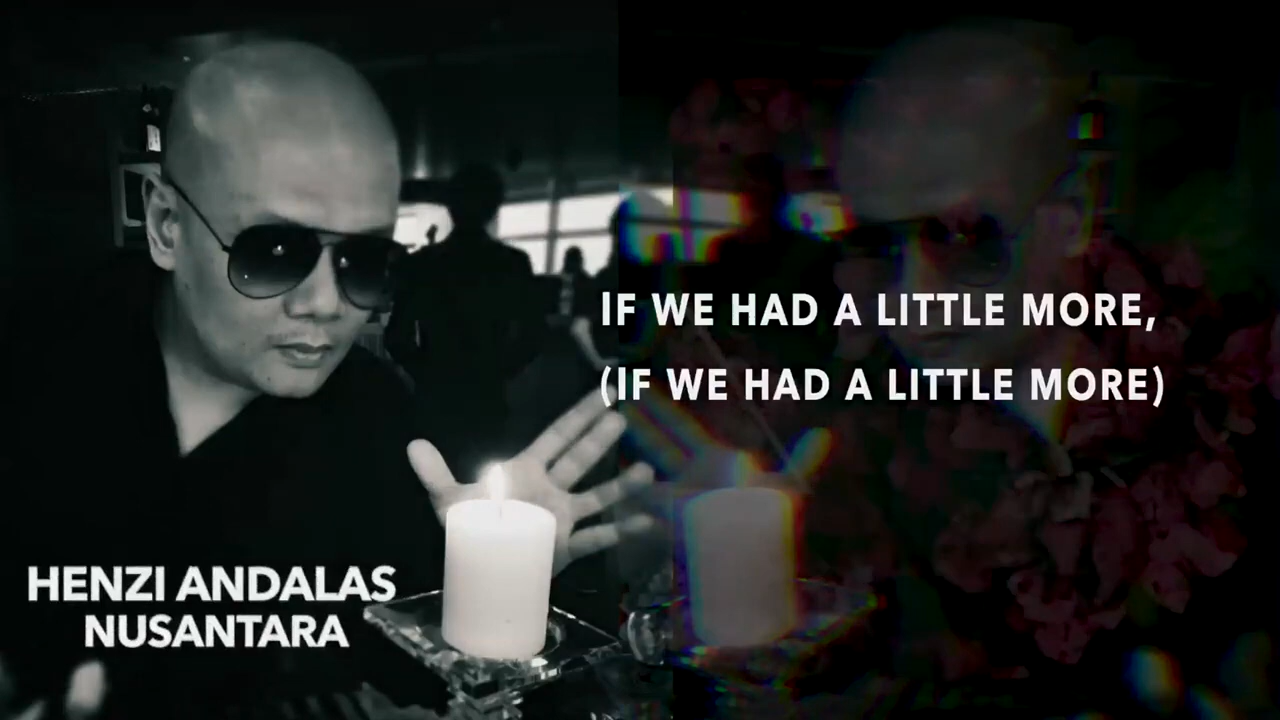 IF WE HAD A LITTLE MORE,
(IF WE HAD A LITTLE MORE)
HENZI ANDALAS
NUSANTARA